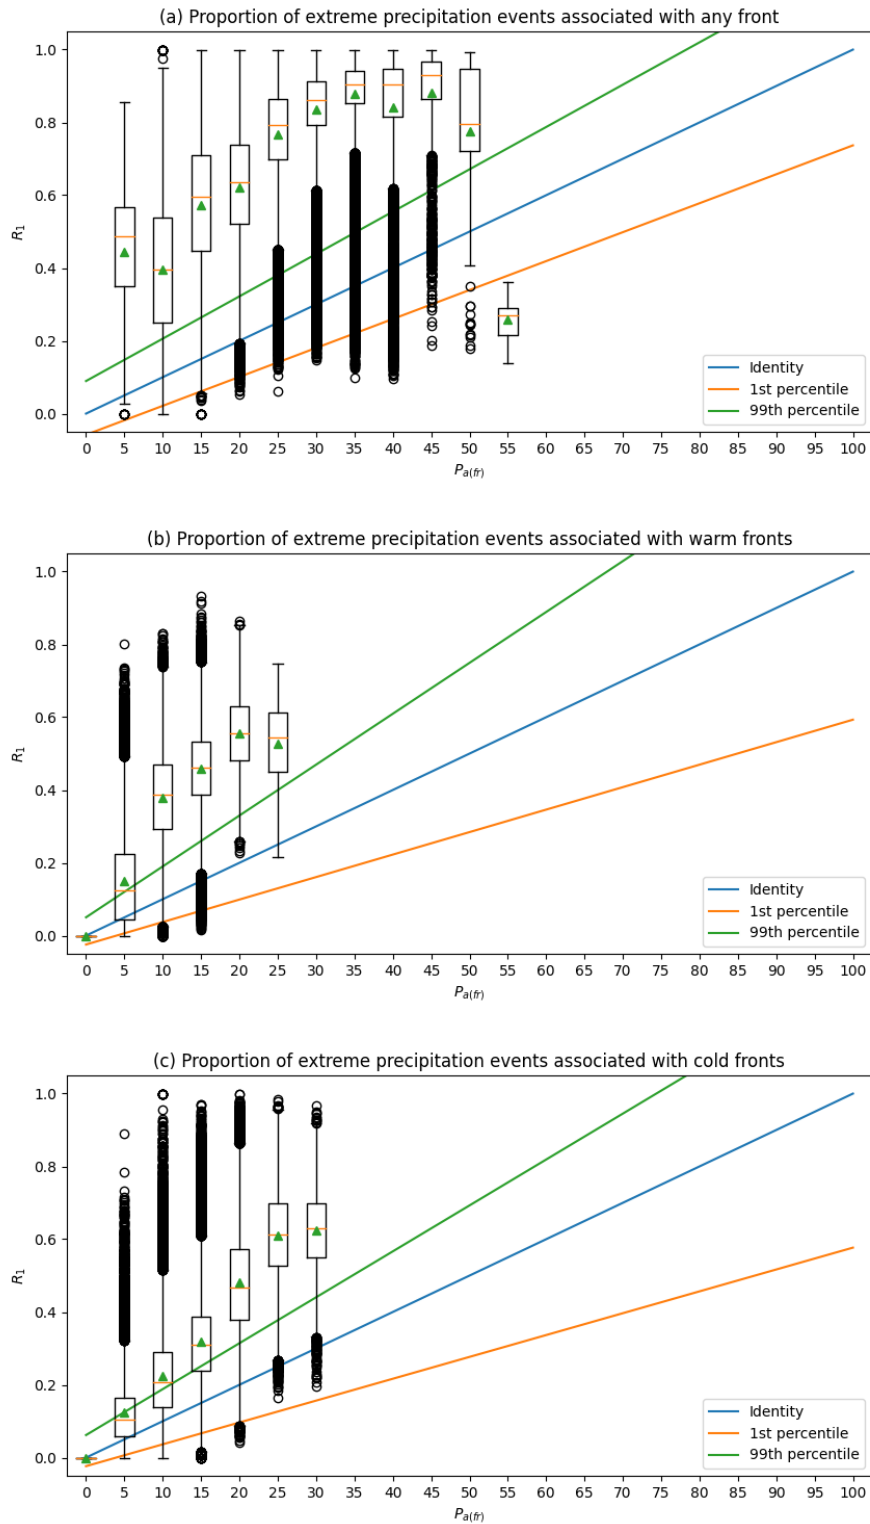 (a) Proportion of extreme precipitation events associated with any front
1.0
0.8
0.6
0.4
0.2
0.0
R1
Identity
1st percentile
99th percentile
0 5 10 15 20 25 30 35 40 45 50 55 60 65 70 75 80 85 90 95 100
Pa(fr)
(b) Proportion of extreme precipitation events associated with warm fronts
1.0
0.8
0.6
0.4
0.2
0.0
R1
Identity
1st percentile
99th percentile
0 5 10 15 20 25 30 35 40 45 50 55 60 65 70 75 80 85 90 95 100
Pa(fr)
(c) Proportion of extreme precipitation events associated with cold fronts
1.0
0.8
0.6
0.4
0.2
0.0
R1
Identity
1st percentile
99th percentile
0 5 10 15 20 25 30 35 40 45 50 55 60 65 70 75 80 85 90 95 100
Pa(fr)